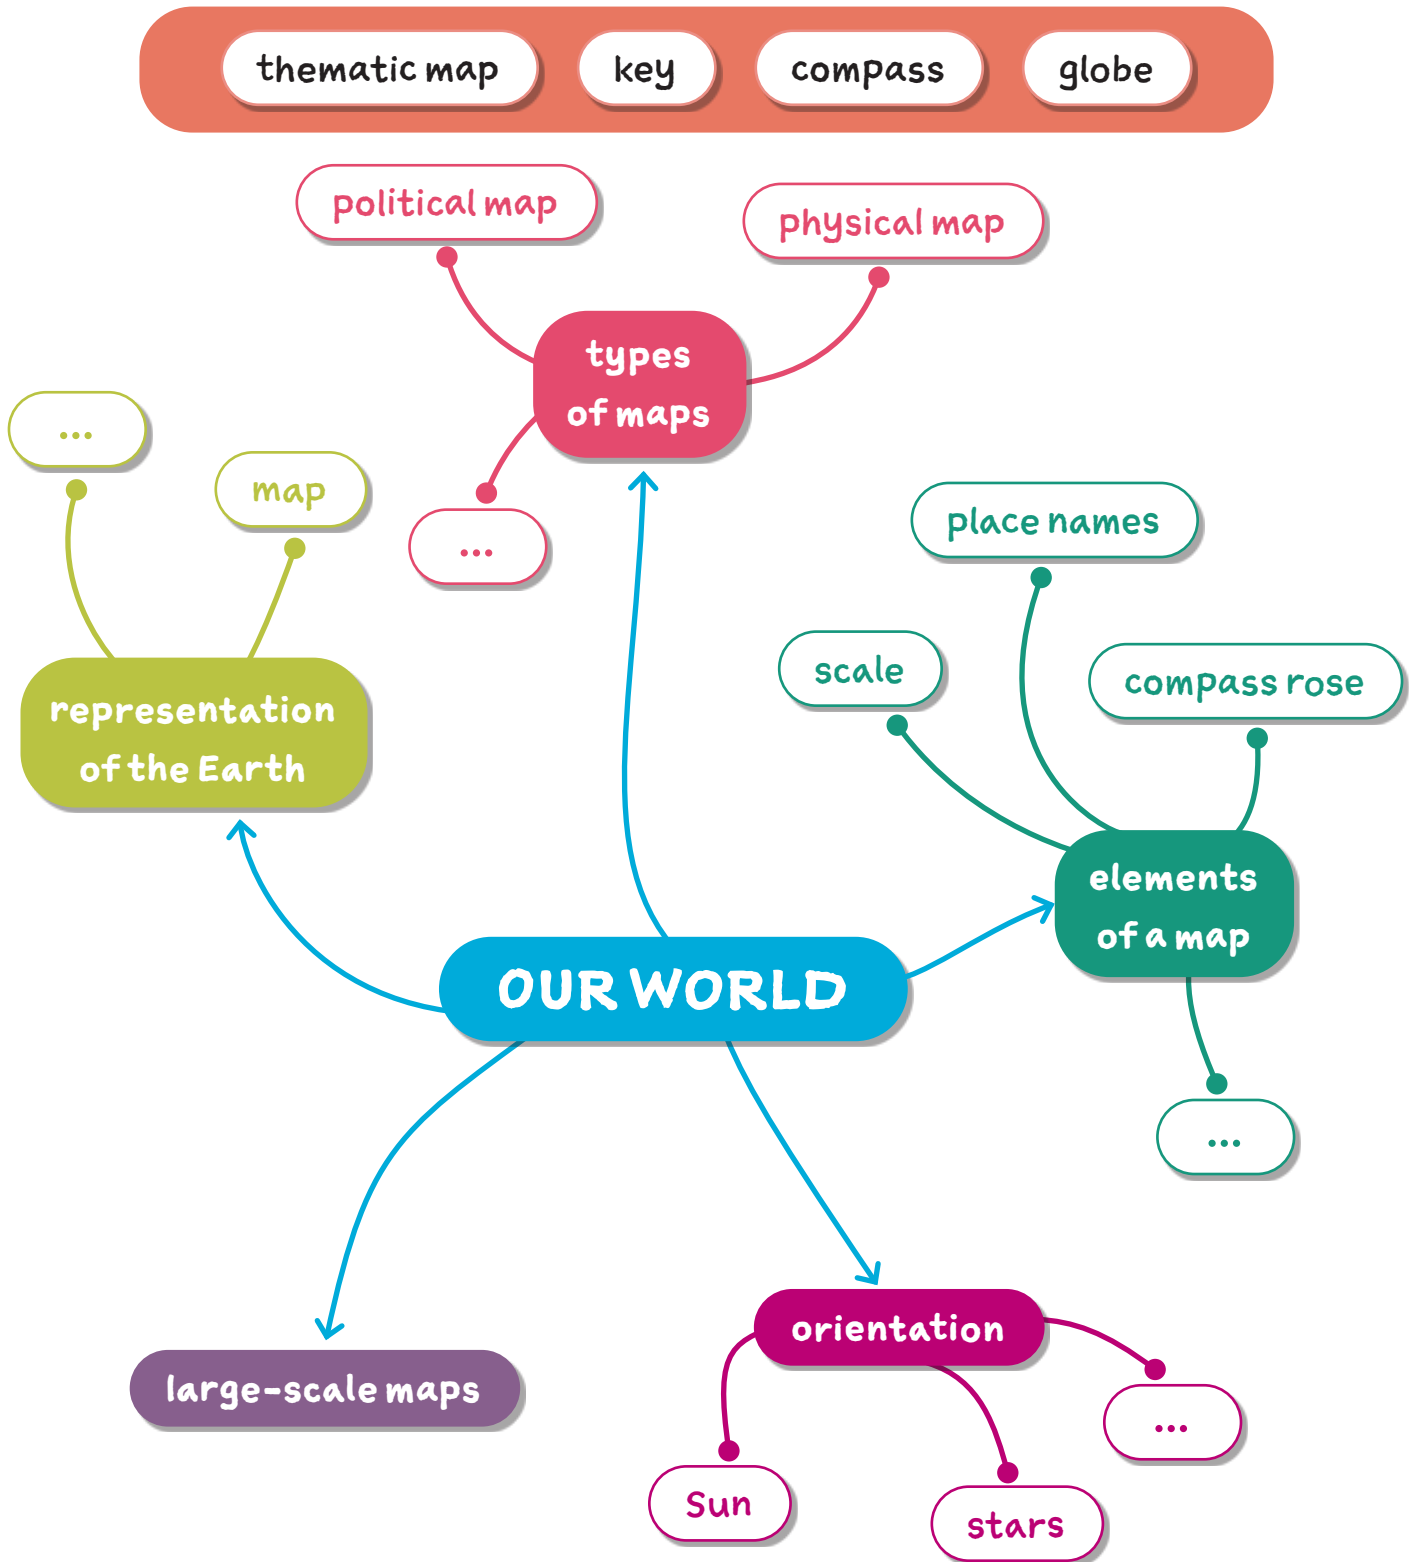 thematic map
key
compass
globe
political map
physical map
types
of maps
...
...
map
representation
of the Earth
place names
scale
compass rose
elements
of a map
...
OUR WORLD
large-scale maps
orientation
...
Sun
stars